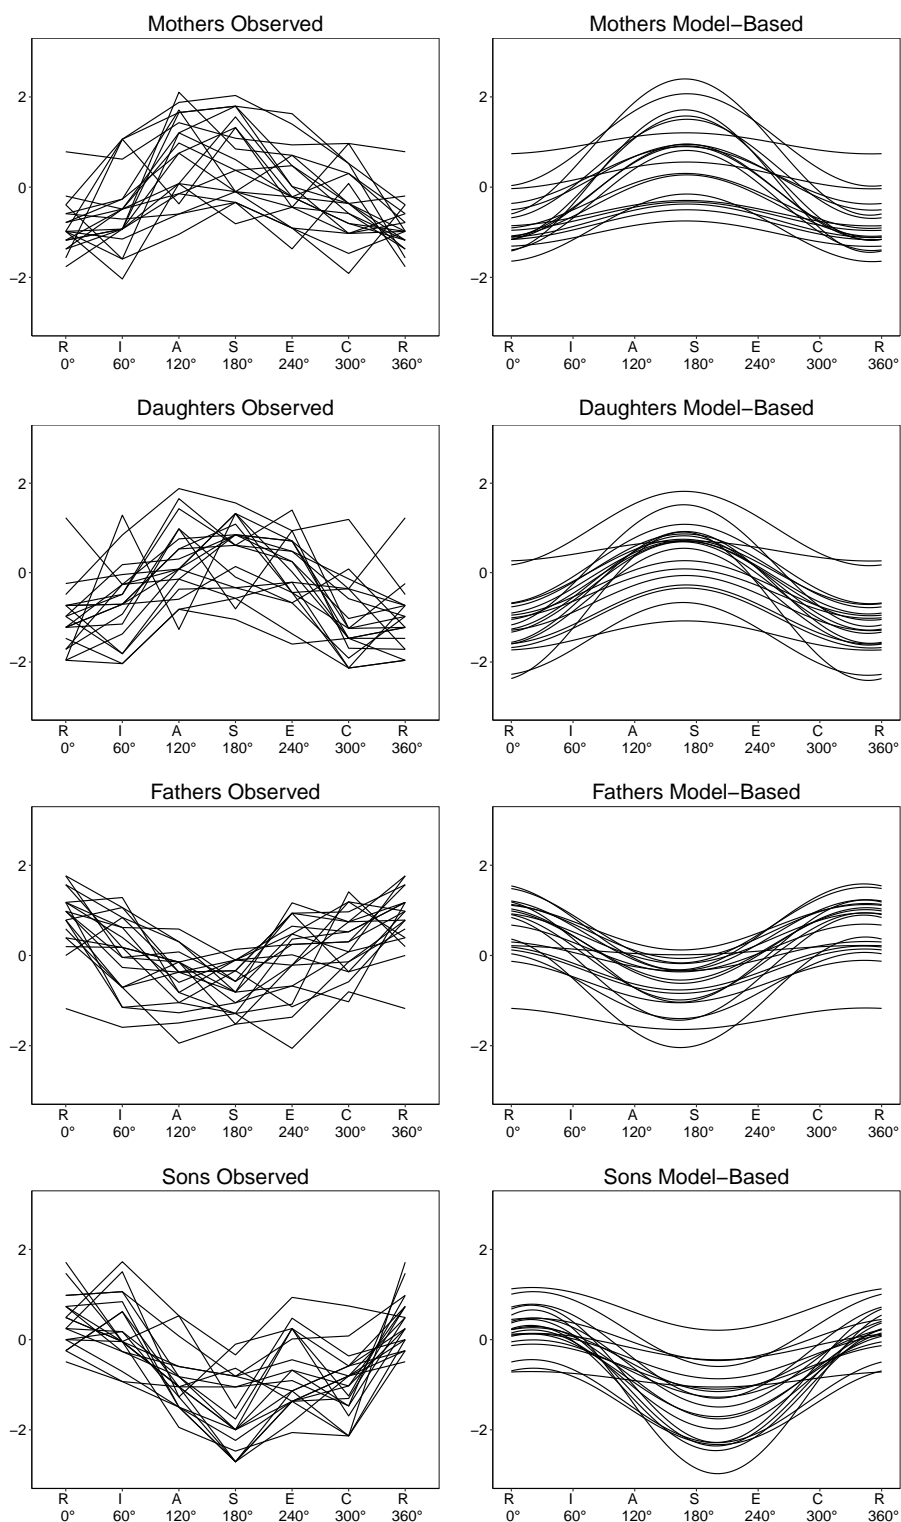 Mothers Observed
Mothers Model−Based
2
0
−2
R I A S E C R
0° 60° 120° 180° 240° 300° 360°
R I A S E C R
0° 60° 120° 180° 240° 300° 360°
Daughters Observed
Daughters Model−Based
2
0
−2
2
0
−2
R I A S E C R
0° 60° 120° 180° 240° 300° 360°
R I A S E C R
0° 60° 120° 180° 240° 300° 360°
Fathers Observed
Fathers Model−Based
2
0
−2
2
0
−2
R I A S E C R
0° 60° 120° 180° 240° 300° 360°
R I A S E C R
0° 60° 120° 180° 240° 300° 360°
Sons Observed
Sons Model−Based
2
0
−2
2
0
−2
R I A S E C R
0° 60° 120° 180° 240° 300° 360°
R I A S E C R
0° 60° 120° 180° 240° 300° 360°